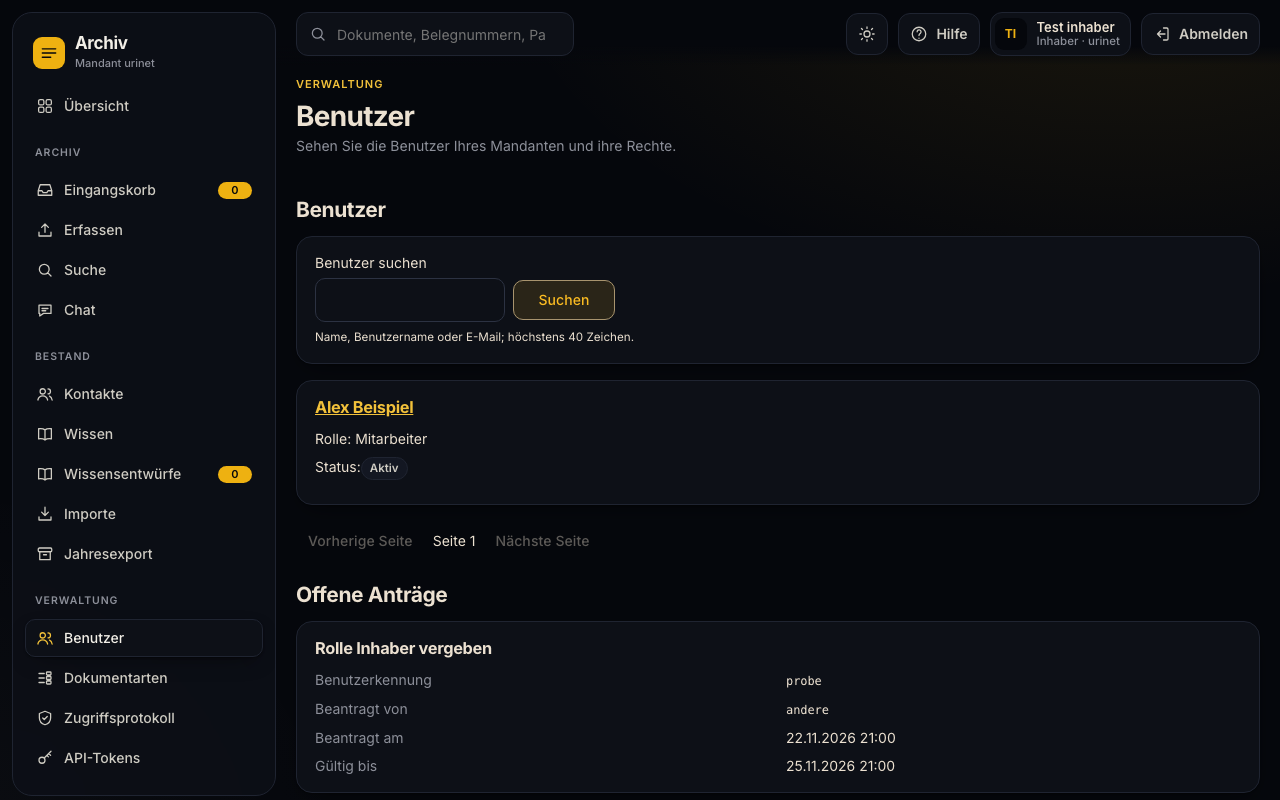 Archiv
Mandant urinet
Übersicht
ARCHIV
Eingangskorb 0
Erfassen
Suche
Chat
BESTAND
Kontakte
Wissen
Wissensentwürfe 0
Importe
Jahresexport
VERWALTUNG
Benutzer
Dokumentarten
Zugriffsprotokoll
API-Tokens
Dokumente, Belegnummern, Pa
Hilfe
TI
Test inhaber
Inhaber · urinet
Abmelden
VERWALTUNG
Benutzer
Sehen Sie die Benutzer Ihres Mandanten und ihre Rechte.
Benutzer
Benutzer suchen
Suchen
Name, Benutzername oder E-Mail; höchstens 40 Zeichen.
Alex Beispiel
Rolle: Mitarbeiter
Status: Aktiv
Vorherige Seite Seite 1 Nächste Seite
Offene Anträge
Rolle Inhaber vergeben
Benutzerkennung probe
Beantragt von andere
Beantragt am 22.11.2026 21:00
Gültig bis 25.11.2026 21:00